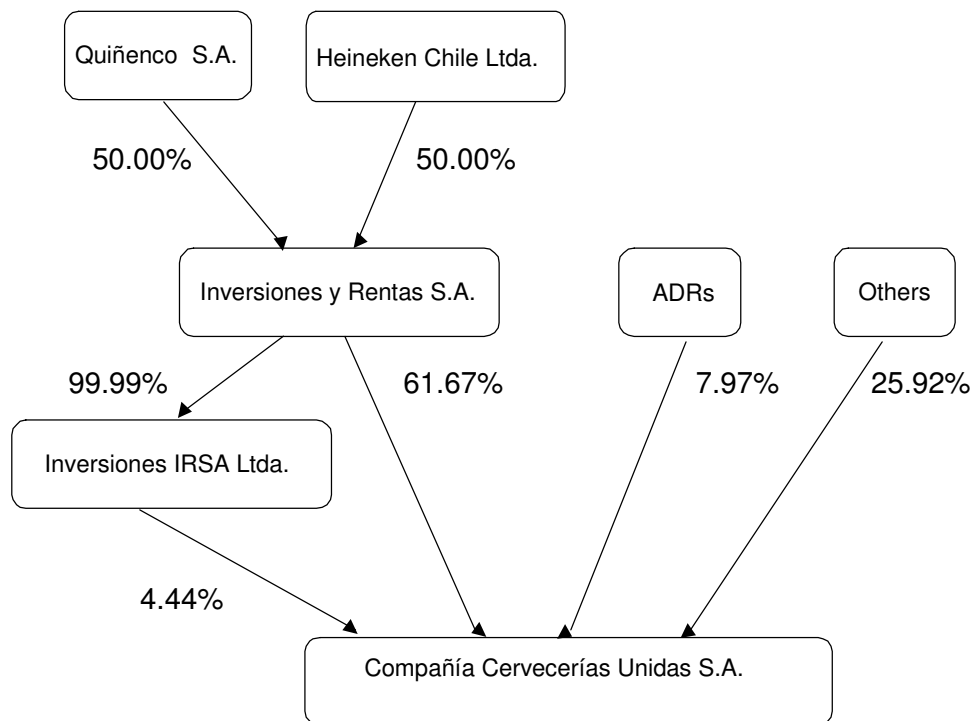 Quiñenco S.A.
Heineken Chile Ltda.
50.00%
50.00%
Inversiones y Rentas S.A.
ADRs
Others
99.99%
61.67%
7.97%
25.92%
Inversiones IRSA Ltda.
4.44%
Compañía Cervecerías Unidas S.A.